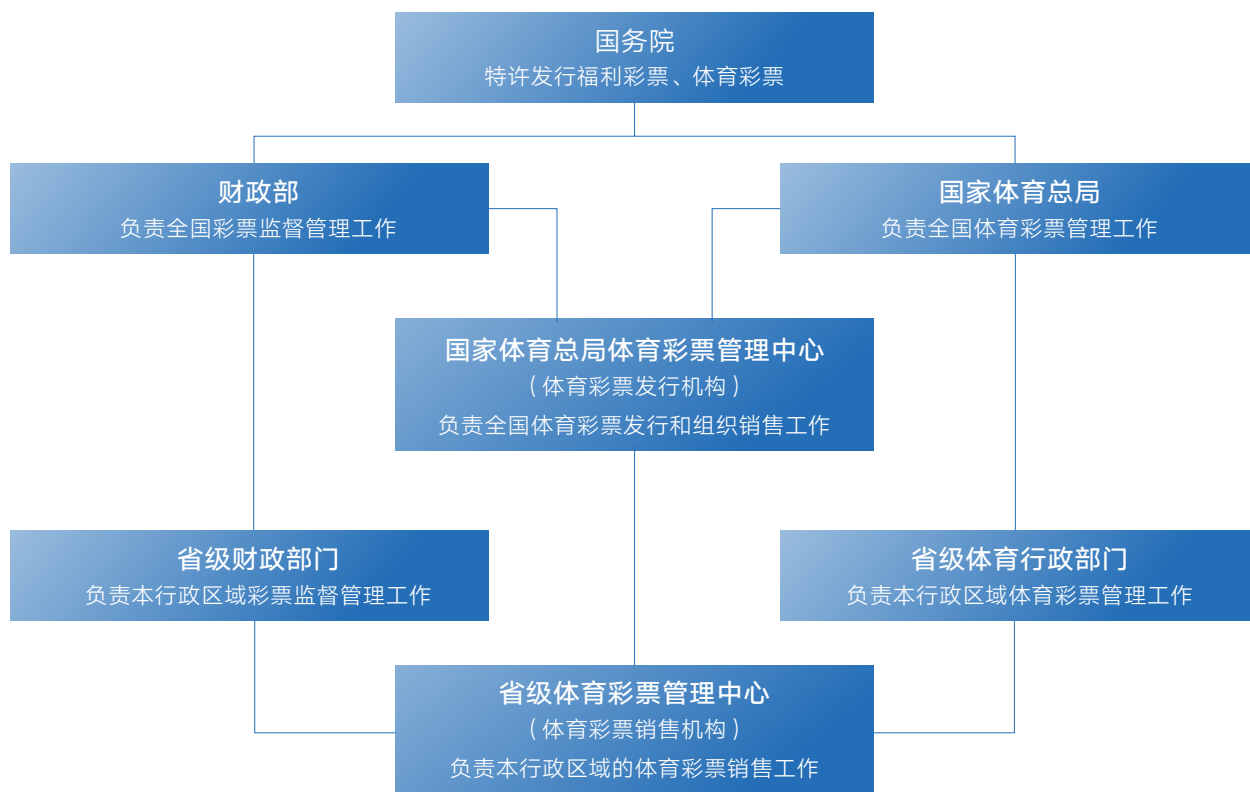 国务院
特许发行福利彩票、体育彩票
财政部
负责全国彩票监督管理工作
国家体育总局
负责全国体育彩票管理工作
国家体育总局体育彩票管理中心
（体育彩票发行机构）
负责全国体育彩票发行和组织销售工作
省级财政部门
负责本行政区域彩票监督管理工作
省级体育行政部门
负责本行政区域体育彩票管理工作
省级体育彩票管理中心
（体育彩票销售机构）
负责本行政区域的体育彩票销售工作